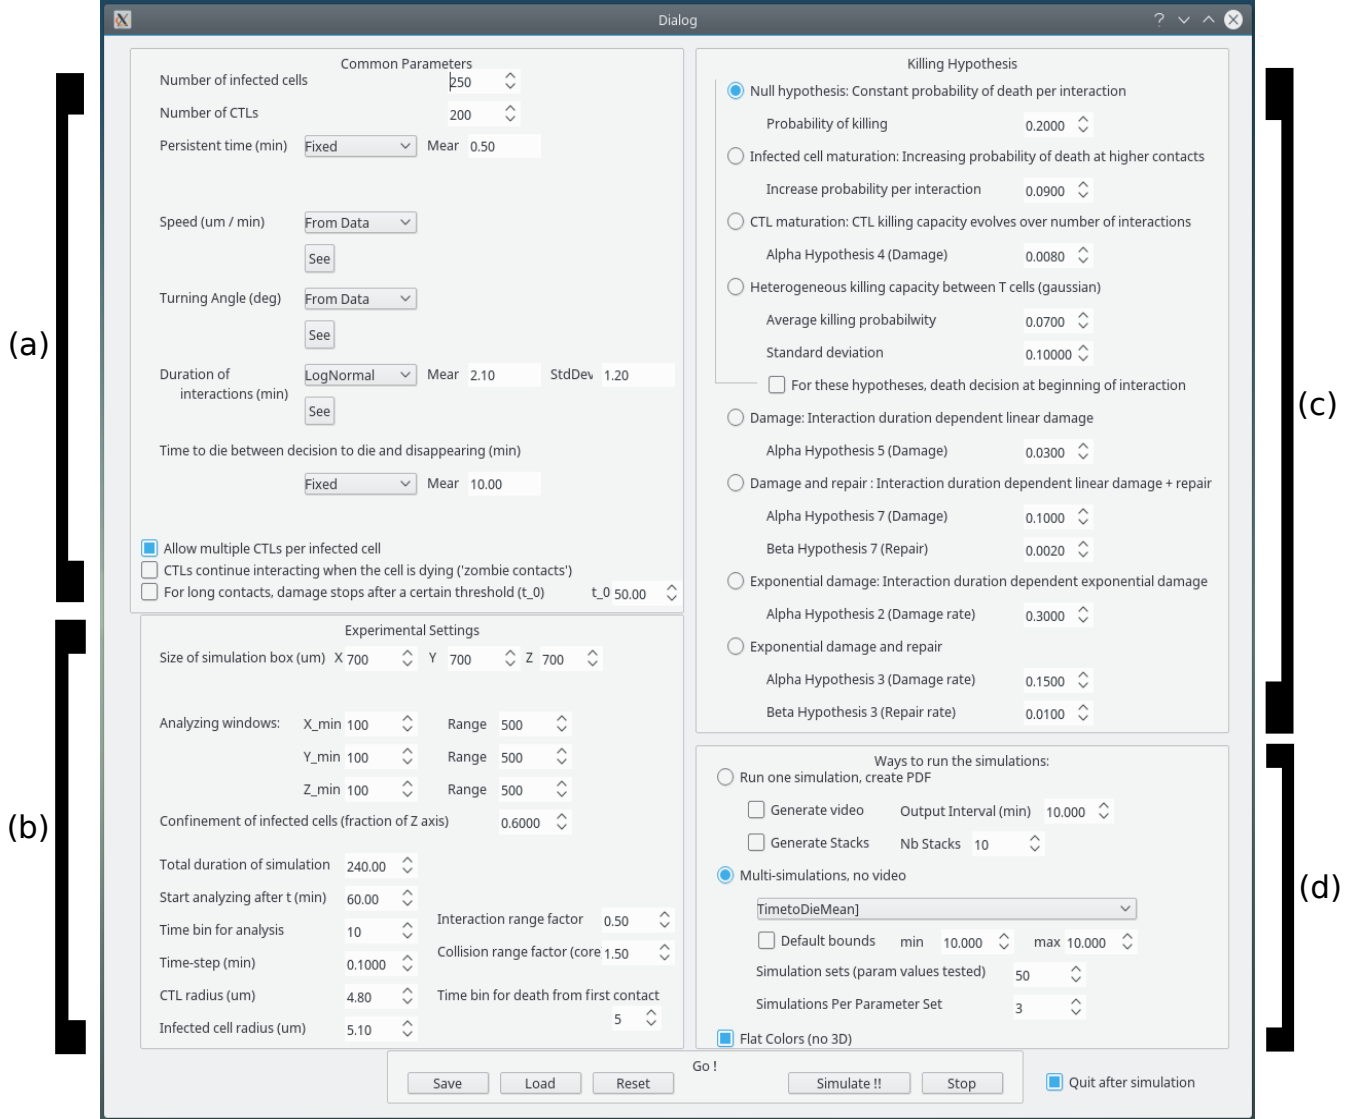 Dialog
(a)
Common Parameters
Number of infected cells 250
Number of CTLs 200
Persistent time (min) Fixed Mear 0.50
Speed (um / min) From Data
See
Turning Angle (deg) From Data
See
Duration of LogNormal Mear 2.10 StdDev 1.20
interactions (min)
See
Time to die between decision to die and disappearing (min)
Fixed Mear 10.00
Allow multiple CTLs per infected cell
CTLs continue interacting when the cell is dying ('zombie contacts')
For long contacts, damage stops after a certain threshold (t_0) t_0 50.00
(b)
Experimental Settings
Size of simulation box (um) X 700 Y 700 Z 700
Analyzing windows: X_min 100 Range 500
Y_min 100 Range 500
Z_min 100 Range 500
Confinement of infected cells (fraction of Z axis) 0.6000
Total duration of simulation 240.00
Start analyzing after t (min) 60.00
Time bin for analysis 10
Time-step (min) 0.1000
CTL radius (um) 4.80
Infected cell radius (um) 5.10
Interaction range factor 0.50
Collision range factor (core 1.50
Time bin for death from first contact
5
(c)
Killing Hypothesis
Null hypothesis: Constant probability of death per interaction
Probability of killing 0.2000
Infected cell maturation: Increasing probability of death at higher contacts
Increase probability per interaction 0.0900
CTL maturation: CTL killing capacity evolves over number of interactions
Alpha Hypothesis 4 (Damage) 0.0080
Heterogeneous killing capacity between T cells (gaussian)
Average killing probabilwity 0.0700
Standard deviation 0.10000
For these hypotheses, death decision at beginning of interaction
Damage: Interaction duration dependent linear damage
Alpha Hypothesis 5 (Damage) 0.0300
Damage and repair : Interaction duration dependent linear damage + repair
Alpha Hypothesis 7 (Damage) 0.1000
Beta Hypothesis 7 (Repair) 0.0020
Exponential damage: Interaction duration dependent exponential damage
Alpha Hypothesis 2 (Damage rate) 0.3000
Exponential damage and repair
Alpha Hypothesis 3 (Damage rate) 0.1500
Beta Hypothesis 3 (Repair rate) 0.0100
(d)
Ways to run the simulations:
Run one simulation, create PDF
Generate video Output Interval (min) 10.000
Generate Stacks Nb Stacks 10
Multi-simulations, no video
TimetoDieMean]
Default bounds min 10.000 max 10.000
Simulation sets (param values tested) 50
Simulations Per Parameter Set 3
Flat Colors (no 3D)
Go !
Save Load Reset Simulate !! Stop Quit after simulation